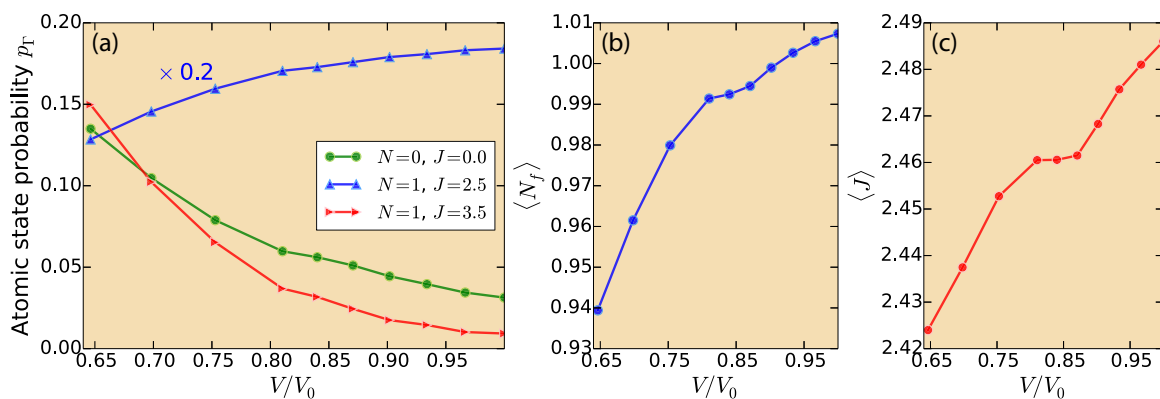 Atomic state probability p_Γ
0.20
0.15
0.10
0.05
0.00
(a)
× 0.2
N=0, J=0.0
N=1, J=2.5
N=1, J=3.5
0.65 0.70 0.75 0.80 0.85 0.90 0.95
V/V_0
⟨N_f⟩
1.01
1.00
0.99
0.98
0.97
0.96
0.95
0.94
0.93
(b)
0.65 0.75 0.85 0.95
V/V_0
⟨J⟩
2.49
2.48
2.47
2.46
2.45
2.44
2.43
2.42
(c)
0.65 0.75 0.85 0.95
V/V_0